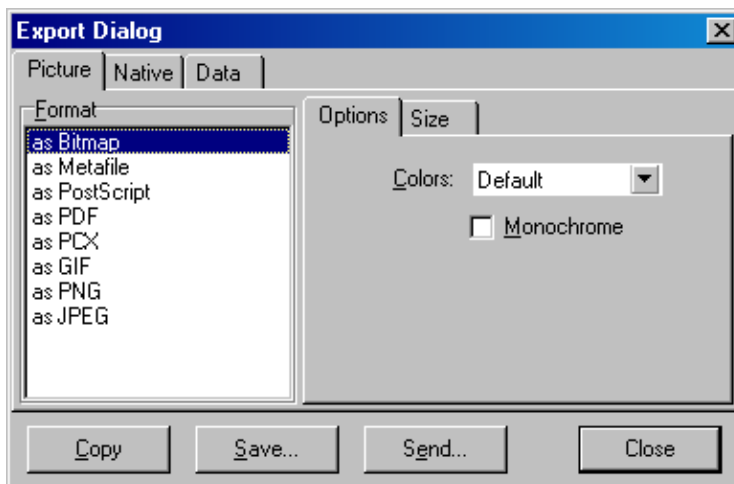 Export Dialog
Picture Native Data
Format
as Bitmap
as Metafile
as PostScript
as PDF
as PCX
as GIF
as PNG
as JPEG
Options Size
Colors: Default
Monochrome
Copy Save... Send... Close